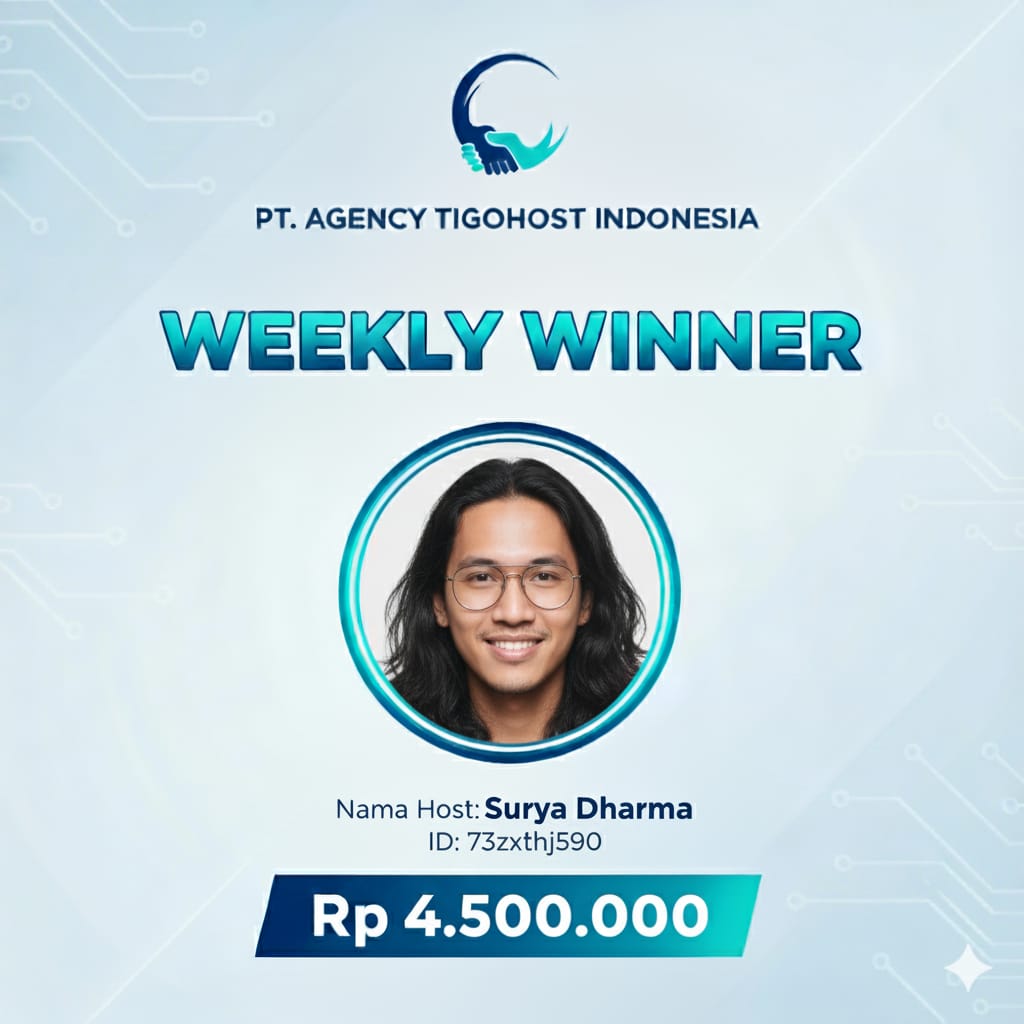 PT. AGENCY TIGOHOST INDONESIA
WEEKLY WINNER
Nama Host: Surya Dharma
ID: 73zxthj590
Rp 4.500.000